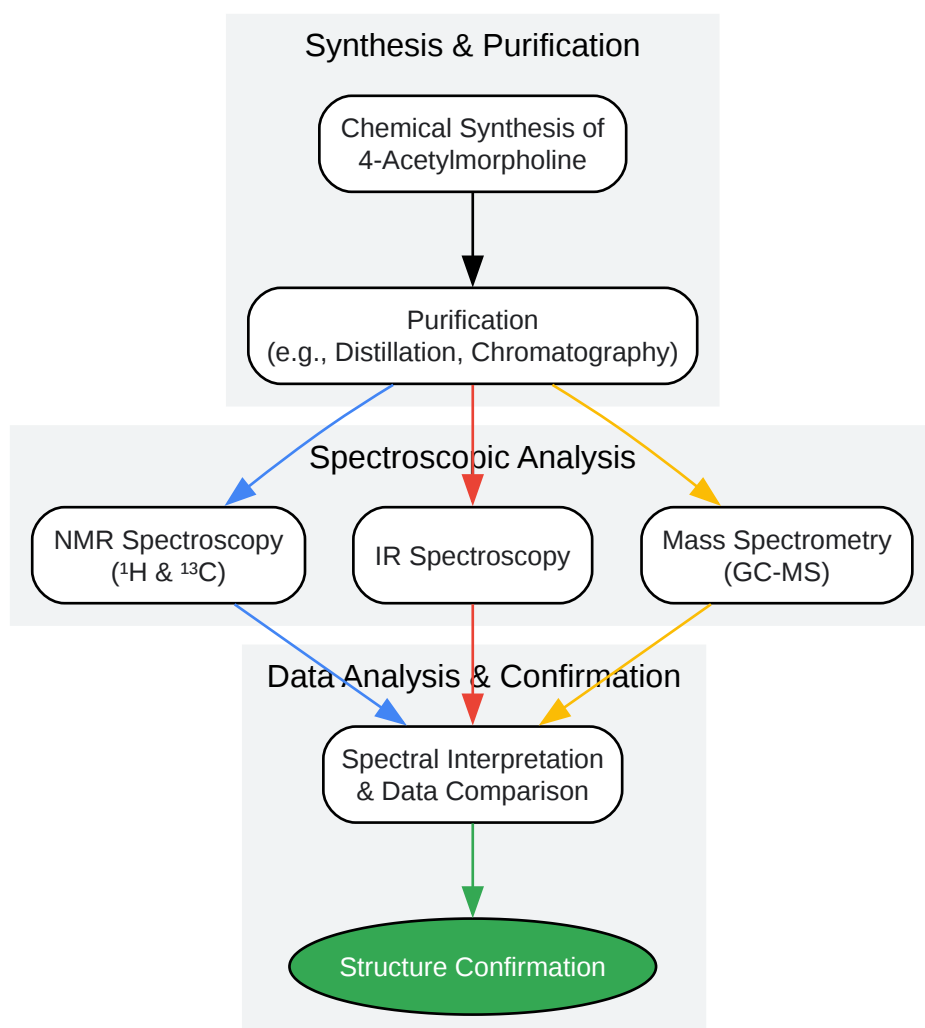 Synthesis & Purification
Chemical Synthesis of
4-Acetylmorpholine
Purification
(e.g., Distillation, Chromatography)
Spectroscopic Analysis
NMR Spectroscopy
(¹H & ¹³C)
IR Spectroscopy
Mass Spectrometry
(GC-MS)
Data Analysis & Confirmation
Spectral Interpretation
& Data Comparison
Structure Confirmation